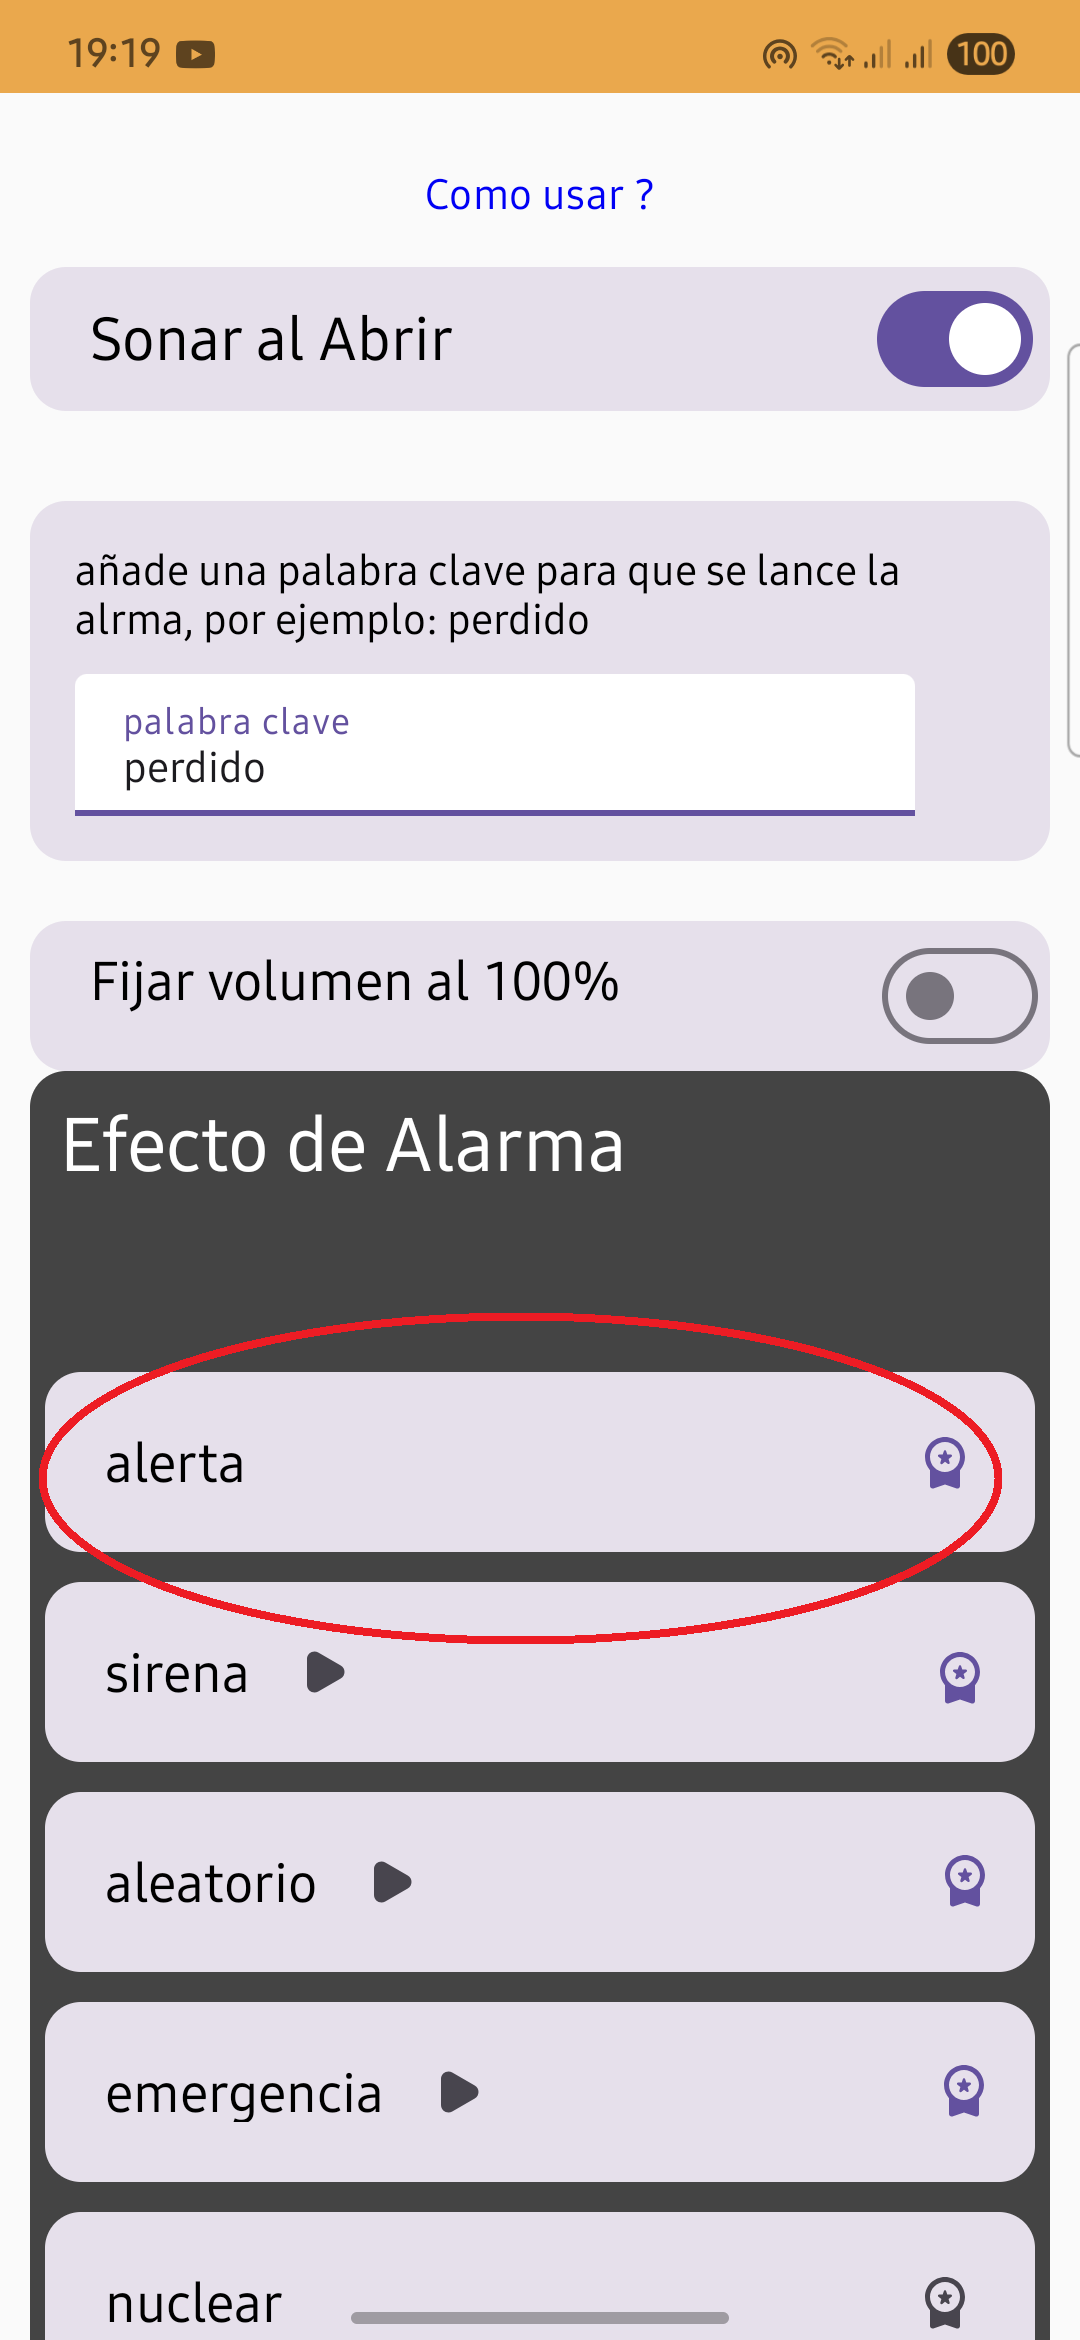 19:19
100
Como usar ?
Sonar al Abrir
añade una palabra clave para que se lance la
alrma, por ejemplo: perdido
palabra clave
perdido
Fijar volumen al 100%
Efecto de Alarma
alerta
sirena
aleatorio
emergencia
nuclear